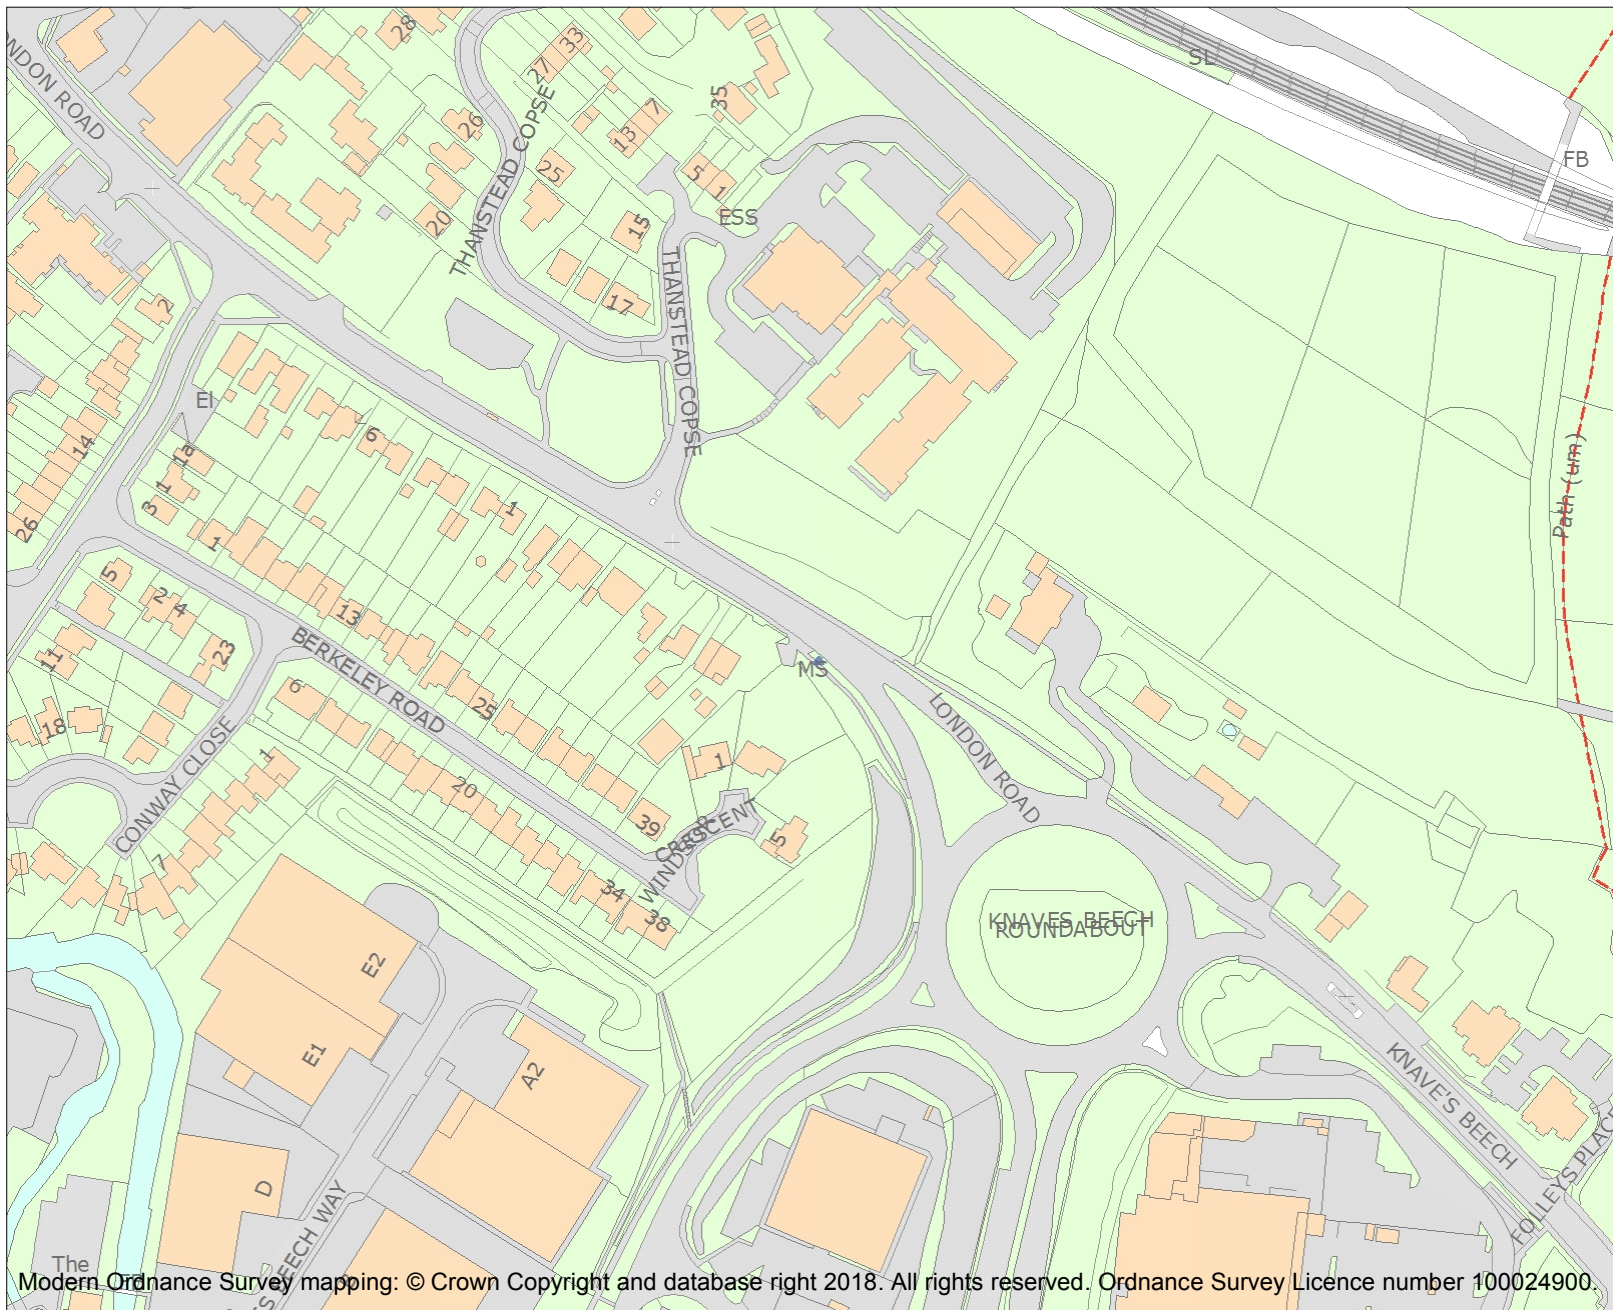 28
33
27
SL
ONDON ROAD
FB
35
7
13
26
THANSTEAD COPSE
25
5
1
ESS
20
15
2
17
THANSTEAD COPSE
El
6
14
1a
1
3
1
26
1
Path (um)
5
2
4
13
23
11
BERKELEY ROAD
MS
6
25
18
LONDON ROAD
CONWAY CLOSE
1
1
20
39
WINDSOR
CRESCENT
5
7
34
38
KNAVES BEECH
ROUNDABOUT
E2
E1
A2
KNAVE'S BEECH
D
FOLLEYS PLACE
S BEECH WAY
The
Modern Ordnance Survey mapping: © Crown Copyright and database right 2018. All rights reserved. Ordnance Survey Licence number 100024900.